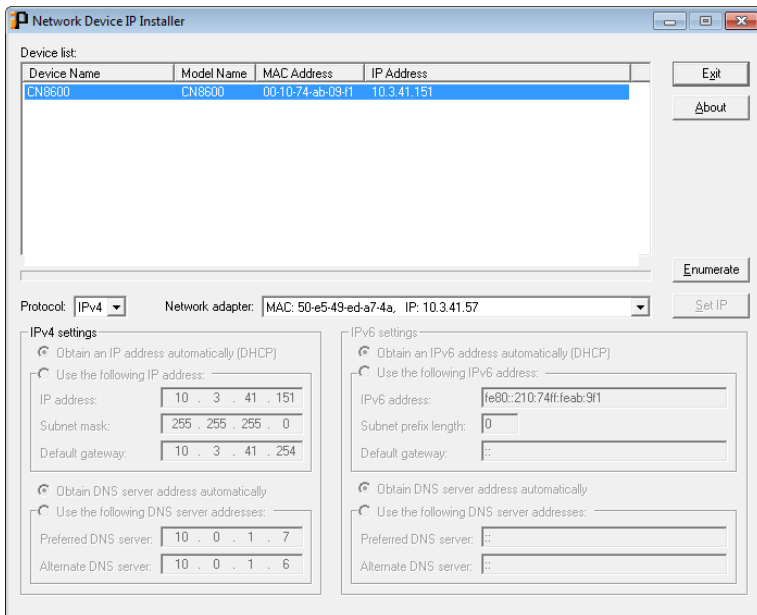 Network Device IP Installer
Device list:
Device Name Model Name MAC Address IP Address
CN8600 CN8600 00-10-74-ab-09-f1 10.3.41.151
Exit
About
Enumerate
Protocol: IPv4 Network adapter: MAC: 50-e5-49-ed-a7-4a, IP: 10.3.41.57
Set IP
IPv4 settings
Obtain an IP address automatically (DHCP)
Use the following IP address:
IP address: 10 . 3 . 41 . 151
Subnet mask: 255 . 255 . 255 . 0
Default gateway: 10 . 3 . 41 . 254
Obtain DNS server address automatically
Use the following DNS server addresses:
Preferred DNS server: 10 . 0 . 1 . 7
Alternate DNS server: 10 . 0 . 1 . 6
IPv6 settings
Obtain an IPv6 address automatically (DHCP)
Use the following IPv6 address:
IPv6 address: fe80::210:74ff:feab:9f1
Subnet prefix length: 0
Default gateway: ::
Obtain DNS server address automatically
Use the following DNS server addresses:
Preferred DNS server: ::
Alternate DNS server: ::